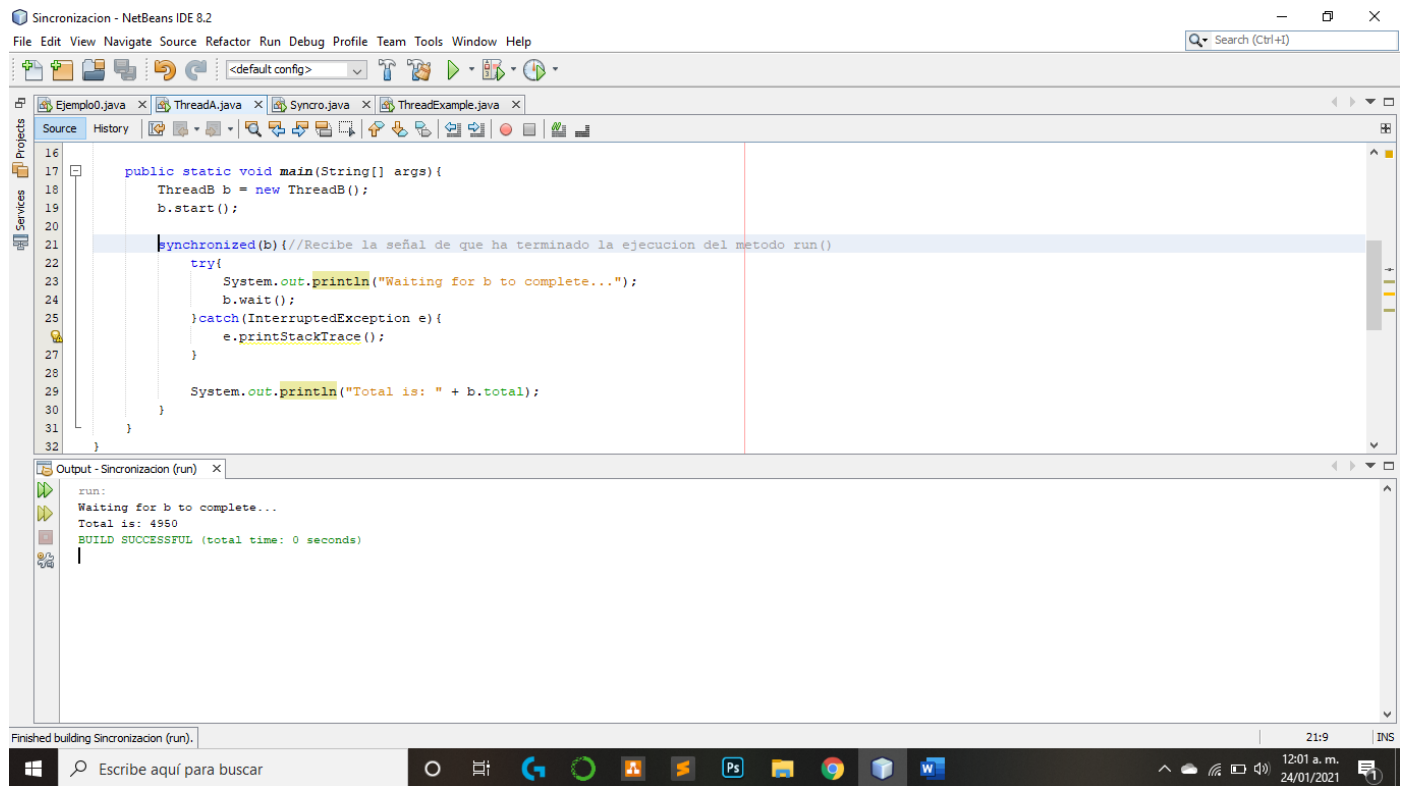 Sincronizacion - NetBeans IDE 8.2
File Edit View Navigate Source Refactor Run Debug Profile Team Tools Window Help
Search (Ctrl+I)
<default config>
Ejemplo0.java ThreadA.java Syncro.java ThreadExample.java
Source History
Projects
Services
16
17 public static void main(String[] args){
18 ThreadB b = new ThreadB();
19 b.start();
20
21 synchronized(b){//Recibe la señal de que ha terminado la ejecucion del metodo run()
22 try{
23 System.out.println("Waiting for b to complete...");
24 b.wait();
25 }catch(InterruptedException e){
e.printStackTrace();
27 }
28
29 System.out.println("Total is: " + b.total);
30 }
31 }
32 }
Output - Sincronizacion (run)
run:
Waiting for b to complete...
Total is: 4950
BUILD SUCCESSFUL (total time: 0 seconds)
Finished building Sincronizacion (run).
21:9 INS
Escribe aquí para buscar
Ps
W
12:01 a. m.
24/01/2021
1